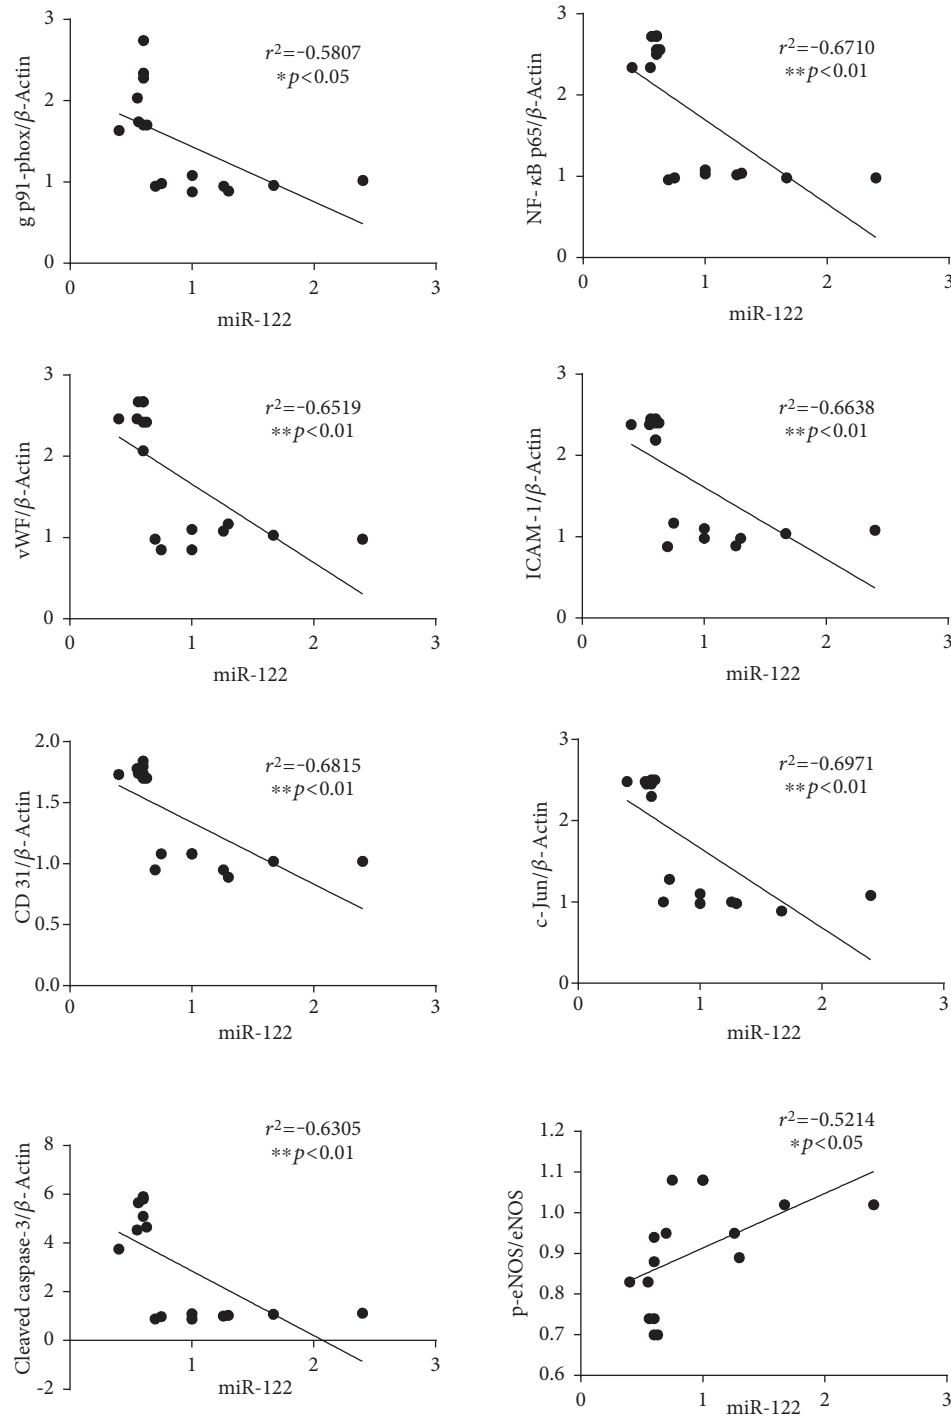 3
2
1
0
g p91-phox/β-Actin
r²=-0.5807
*p<0.05
0 1 2 3
miR-122
3
2
1
0
NF-κB p65/β-Actin
r²=-0.6710
**p<0.01
0 1 2 3
miR-122
3
2
1
0
vWF/β-Actin
r²=-0.6519
**p<0.01
0 1 2 3
miR-122
3
2
1
0
ICAM-1/β-Actin
r²=-0.6638
**p<0.01
0 1 2 3
miR-122
2.0
1.5
1.0
0.5
0.0
CD 31/β-Actin
r²=-0.6815
**p<0.01
0 1 2 3
miR-122
3
2
1
0
c-Jun/β-Actin
r²=-0.6971
**p<0.01
0 1 2 3
miR-122
8
6
4
2
0
-2
Cleaved caspase-3/β-Actin
r²=-0.6305
**p<0.01
1 2 3
miR-122
1.2
1.1
1.0
0.9
0.8
0.7
0.6
p-eNOS/eNOS
r²=-0.5214
*p<0.05
0 1 2 3
miR-122